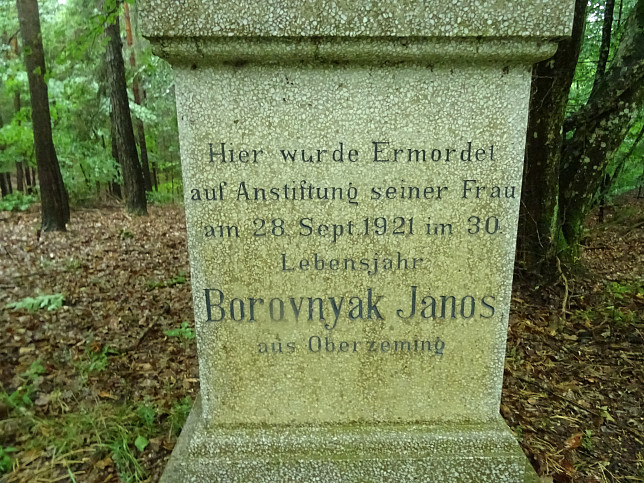 Hier wurde Ermordet
auf Anstiftung seiner Frau
am 28. Sept. 1921 im 30.
Lebensjahr
Borovnyak Janos
aus Oberzeming